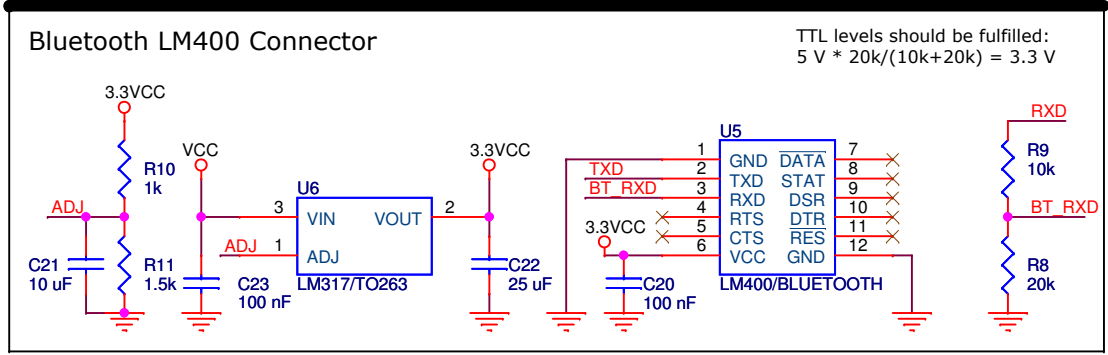 Bluetooth LM400 Connector
TTL levels should be fulfilled:
5 V * 20k/(10k+20k) = 3.3 V
3.3VCC
R10
1k
ADJ
C21
10 uF
R11
1.5k
VCC
C23
100 nF
U6
3
VIN
VOUT
2
ADJ
1
ADJ
LM317/TO263
3.3VCC
C22
25 uF
U5
1
GND
DATA
7
TXD
2
TXD
STAT
8
BT_RXD
3
RXD
DSR
9
4
RTS
DTR
10
5
CTS
RES
11
3.3VCC
6
VCC
GND
12
LM400/BLUETOOTH
C20
100 nF
RXD
R9
10k
BT_RXD
R8
20k